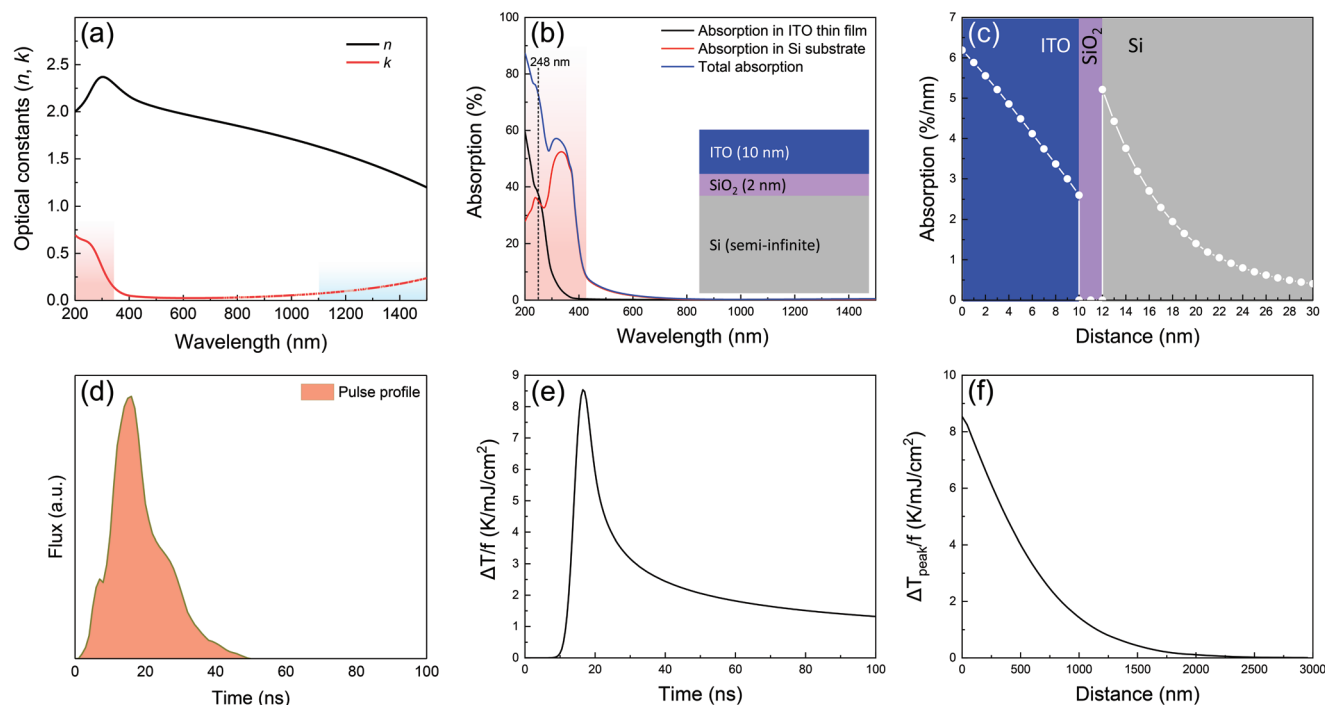 (a)
n
k
Optical constants (n, k)
2.5
2.0
1.5
1.0
0.5
0.0
200 400 600 800 1000 1200 1400
Wavelength (nm)
(b)
Absorption in ITO thin film
Absorption in Si substrate
Total absorption
248 nm
ITO (10 nm)
SiO2 (2 nm)
Si (semi-infinite)
Absorption (%)
100
80
60
40
20
0
200 400 600 800 1000 1200 1400
Wavelength (nm)
(c)
ITO
SiO2
Si
Absorption (%/nm)
7
6
5
4
3
2
1
0
0 2 4 6 8 10 12 14 16 18 20 22 24 26 28 30
Distance (nm)
(d)
Pulse profile
Flux (a.u.)
0 20 40 60 80 100
Time (ns)
(e)
ΔT/f (K/mJ/cm²)
9
8
7
6
5
4
3
2
1
0
0 20 40 60 80 100
Time (ns)
(f)
ΔTpeak/f (K/mJ/cm²)
10
8
6
4
2
0
0 500 1000 1500 2000 2500 3000
Distance (nm)